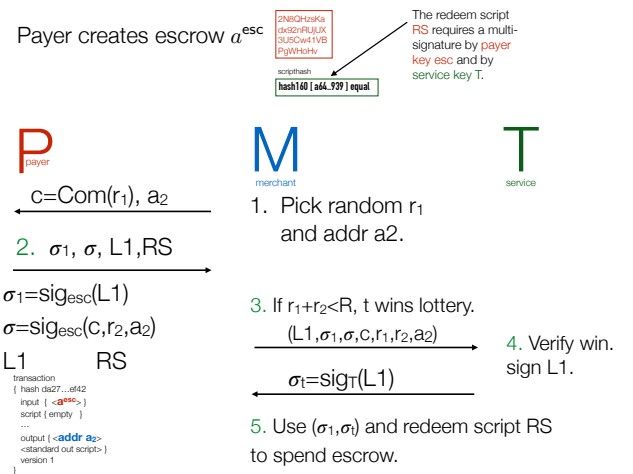 Payer creates escrow a^esc
2N8QHzsKa
dx92nRUjUX
3U5Cw41VB
PgWHoHv
scripthash
hash160 [ a64..939 ] equal
The redeem script
RS requires a multi-
signature by payer
key esc and by
service key T.
P
payer
M
merchant
T
service
c=Com(r₁), a₂
1. Pick random r₁
and addr a2.
2. σ₁, σ, L1,RS
σ₁=sigesc(L1)
σ=sigesc(c,r₂,a₂)
L1 RS
transaction
{ hash da27...ef42
input { <aᵉˢᶜ> }
script { empty }
...
output { <addr a₂>
<standard out script> }
version 1
}
3. If r₁+r₂<R, t wins lottery.
(L1,σ₁,σ,c,r₁,r₂,a₂)
4. Verify win.
sign L1.
σt=sigT(L1)
5. Use (σ₁,σt) and redeem script RS
to spend escrow.